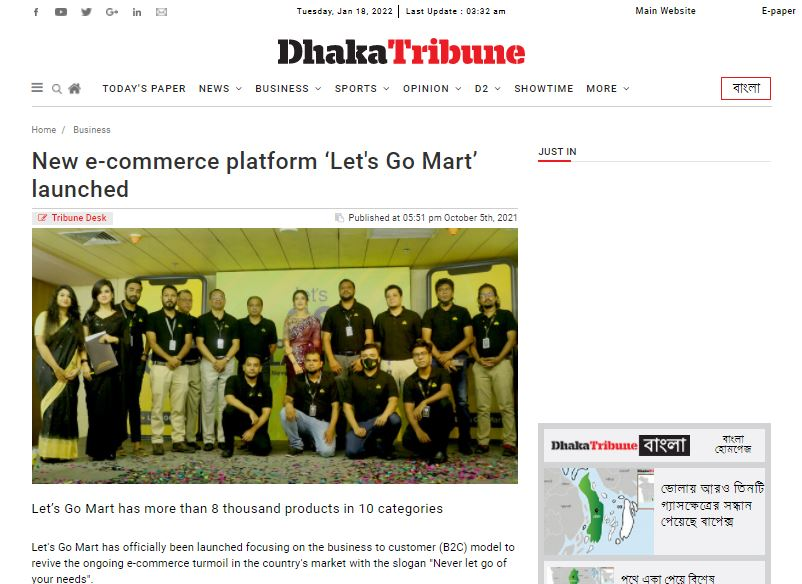 Tuesday, Jan 18, 2022 | Last Update : 03:32 am
Main Website
E-paper
DhakaTribune
TODAY'S PAPER NEWS BUSINESS SPORTS OPINION D2 SHOWTIME MORE
বাংলা
Home / Business
New e-commerce platform ‘Let's Go Mart’
launched
Tribune Desk
Published at 05:51 pm October 5th, 2021
let's
Let’s Go Mart has more than 8 thousand products in 10 categories
Let's Go Mart has officially been launched focusing on the business to customer (B2C) model to
revive the ongoing e-commerce turmoil in the country's market with the slogan "Never let go of
your needs".
JUST IN
DhakaTribune বাংলা
বাংলা
হোমপেজ
ভোলায় আরও তিনটি
গ্যাসক্ষেত্রের সন্ধান
পেয়েছে বাপেক্স
পথে একা পেয়ে বিশেষ